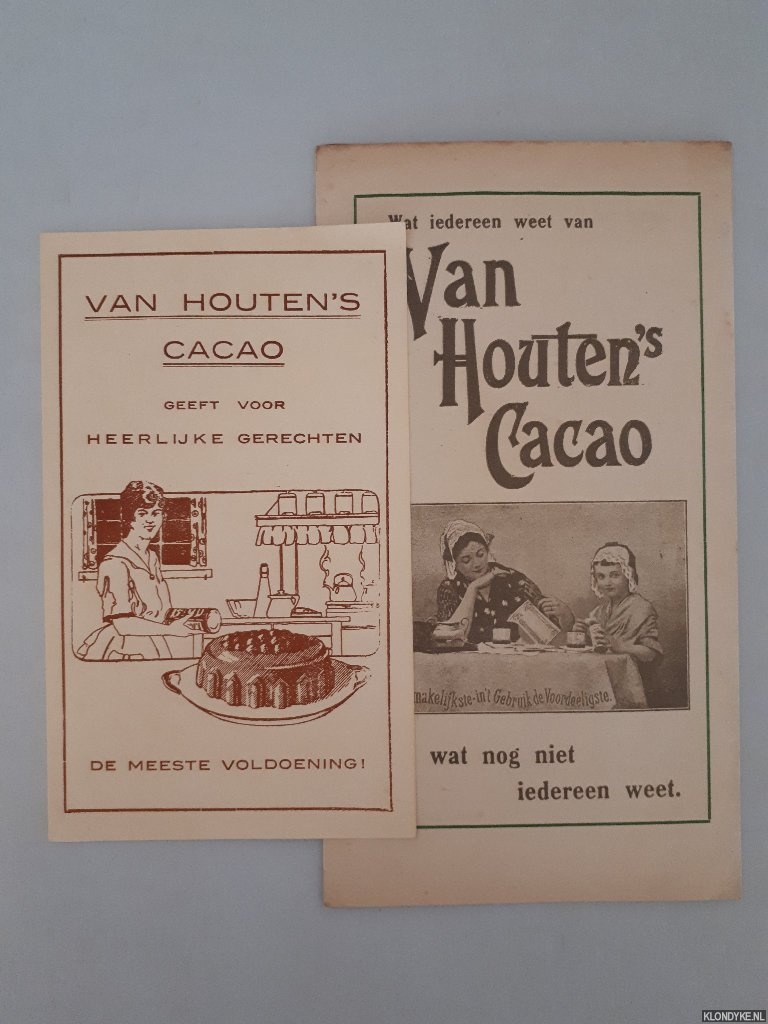 VAN HOUTEN'S
CACAO
GEEFT VOOR
HEERLIJKE GERECHTEN
DE MEESTE VOLDOENING!
Wat iedereen weet van
Van
Houten's
Cacao
in't Gebruik de Voordeeligste.
wat nog niet
iedereen weet.
KLONDYKE.NL